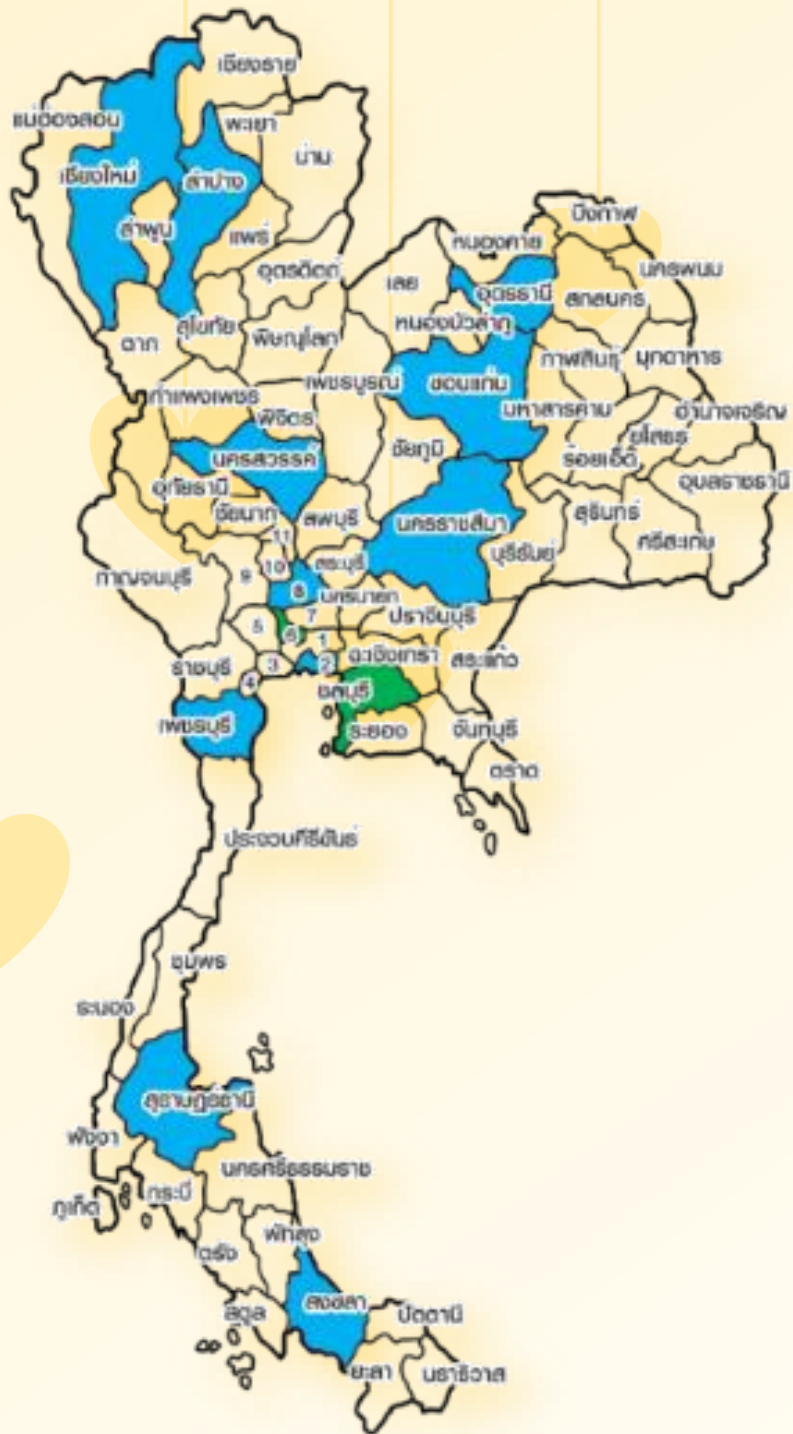 เชียงราย
แม่ฮ่องสอน
พะเยา
น่าน
เชียงใหม่
ลำปาง
ลำพูน
แพร่
อุตรดิตถ์
บึงกาฬ
หนองคาย
นครพนม
เลย
อุดรธานี
สกลนคร
ตาก
สุโขทัย
พิษณุโลก
หนองบัวลำภู
กาฬสินธุ์
มุกดาหาร
กำแพงเพชร
เพชรบูรณ์
ขอนแก่น
มหาสารคาม
อำนาจเจริญ
พิจิตร
ยโสธร
นครสวรรค์
ชัยภูมิ
ร้อยเอ็ด
อุบลราชธานี
อุทัยธานี
ชัยนาท
ลพบุรี
นครราชสีมา
สุรินทร์
บุรีรัมย์
ศรีสะเกษ
11
กาญจนบุรี
9
10
สระบุรี
8
นครนายก
7
ปราจีนบุรี
5
6
1
ราชบุรี
3
2
ฉะเชิงเทรา
สระแก้ว
4
ชลบุรี
เพชรบุรี
ระยอง
จันทบุรี
ตราด
ประจวบคีรีขันธ์
ชุมพร
ระนอง
สุราษฎร์ธานี
พังงา
นครศรีธรรมราช
กระบี่
ภูเก็ต
พัทลุง
ตรัง
สงขลา
สตูล
ปัตตานี
ยะลา
นราธิวาส